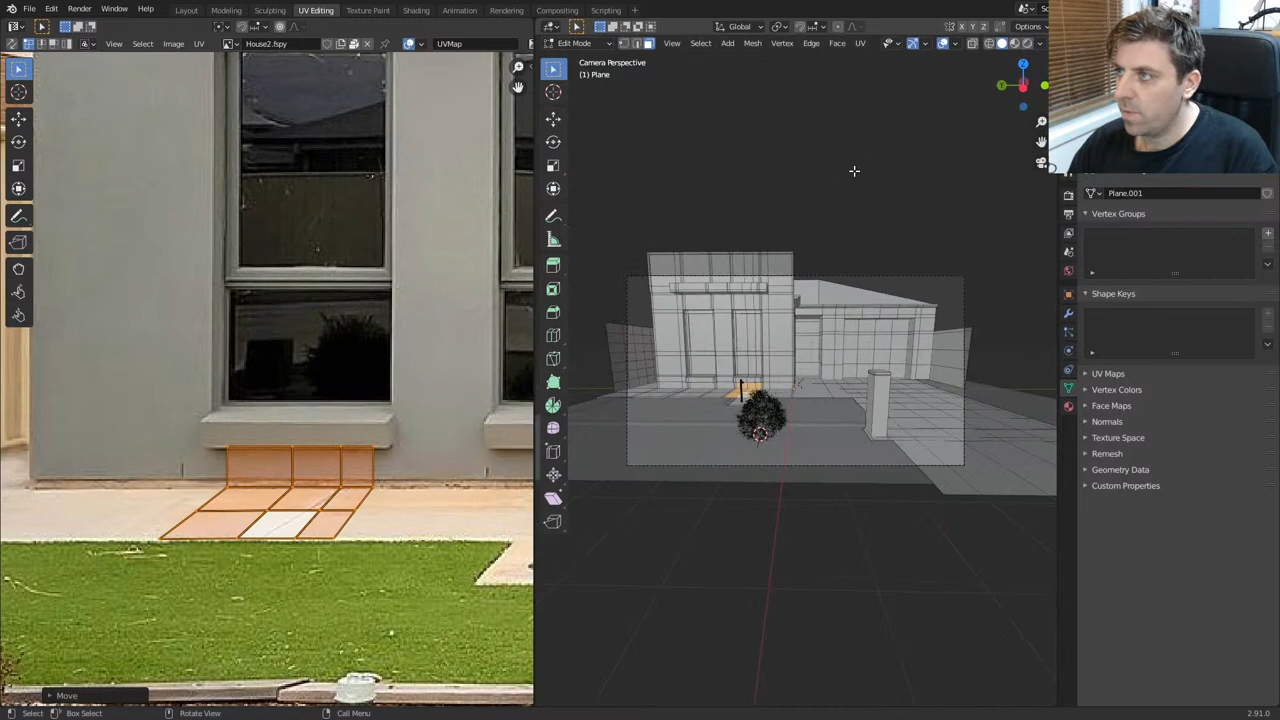 File Edit Render Window Help Layout Modeling Sculpting UV Editing Texture Paint Shading Animation Rendering Compositing Scripting +
Global
Options
View Select Image UV House2.fspy UVMap
Edit Mode View Select Add Mesh Vertex Edge Face UV
Camera Perspective
(1) Plane
Z
Y
Plane.001
Vertex Groups
Shape Keys
UV Maps
Vertex Colors
Face Maps
Normals
Texture Space
Remesh
Geometry Data
Custom Properties
Move
Select Box Select Rotate View Call Menu 2.91.0